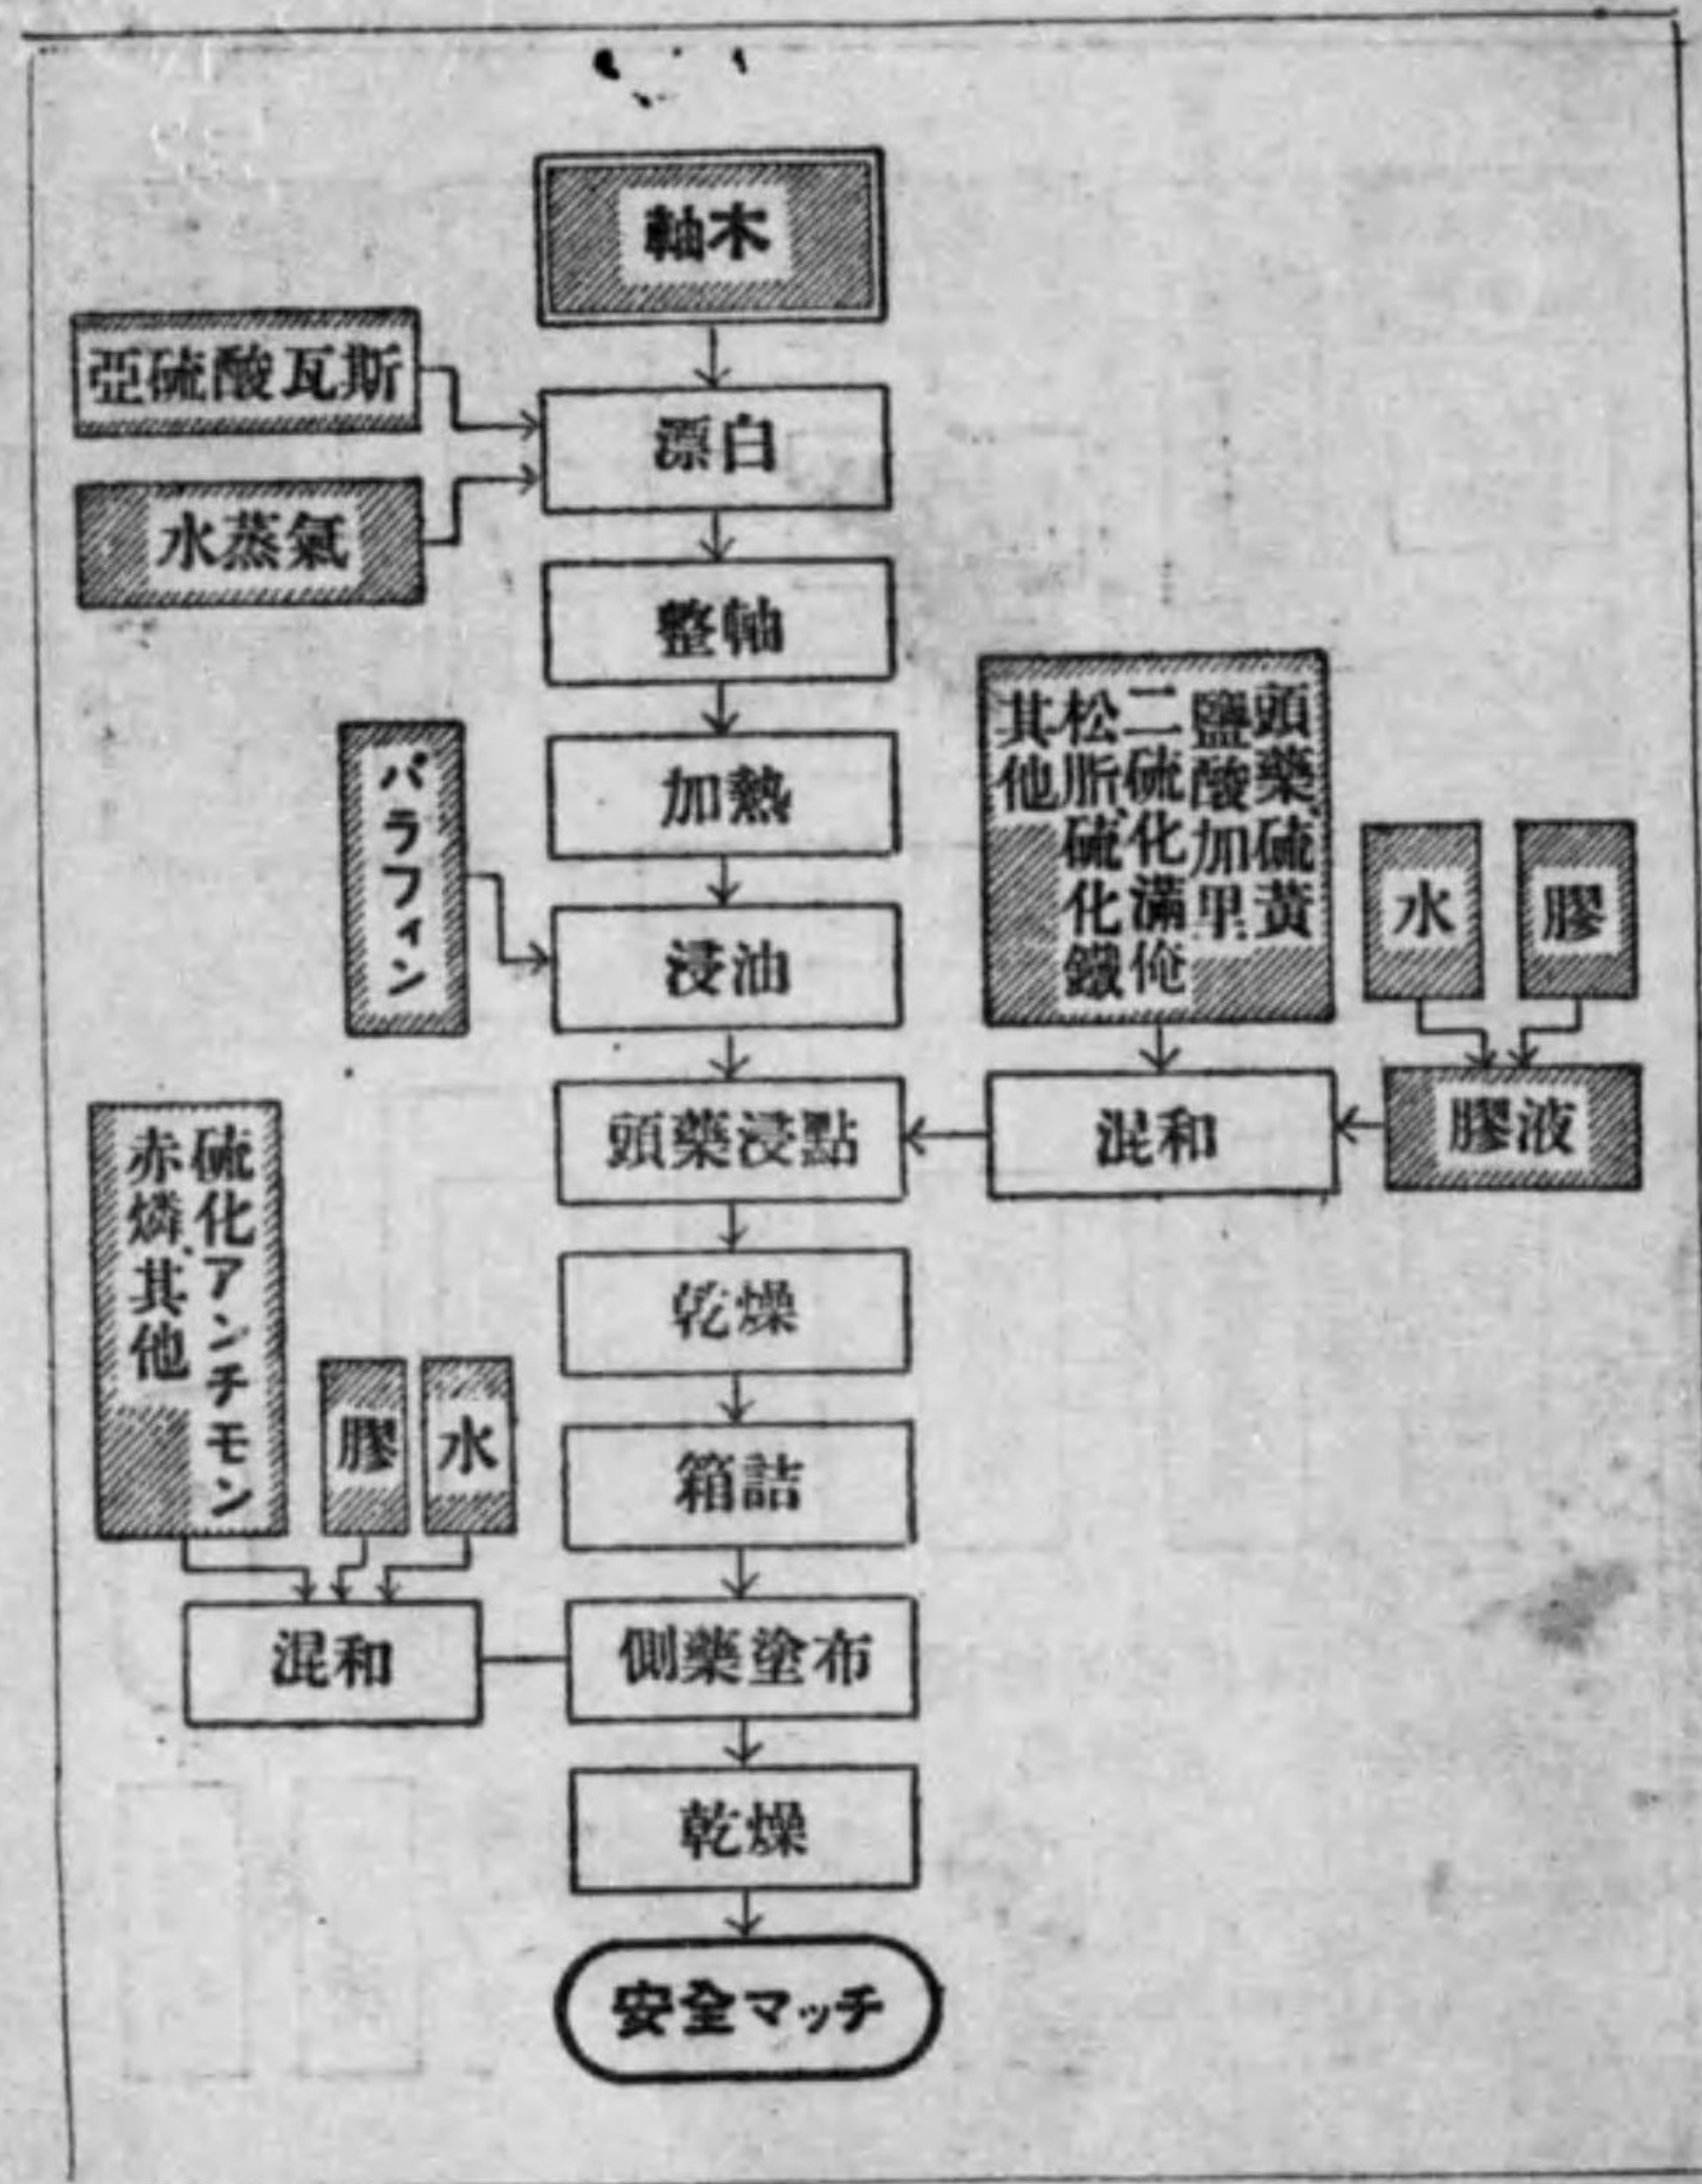 軸木
亞硫酸瓦斯
漂白
水蒸氣
整軸
加熱
パラフィン
浸油
頭藥、硫黃
鹽酸加里
二硫化滿俺
松脂、硫化鐵
其他
水
膠
膠液
混和
頭藥浸點
乾燥
箱詰
硫化アンチモン
赤燐、其他
膠
水
混和
側藥塗布
乾燥
安全マッチ